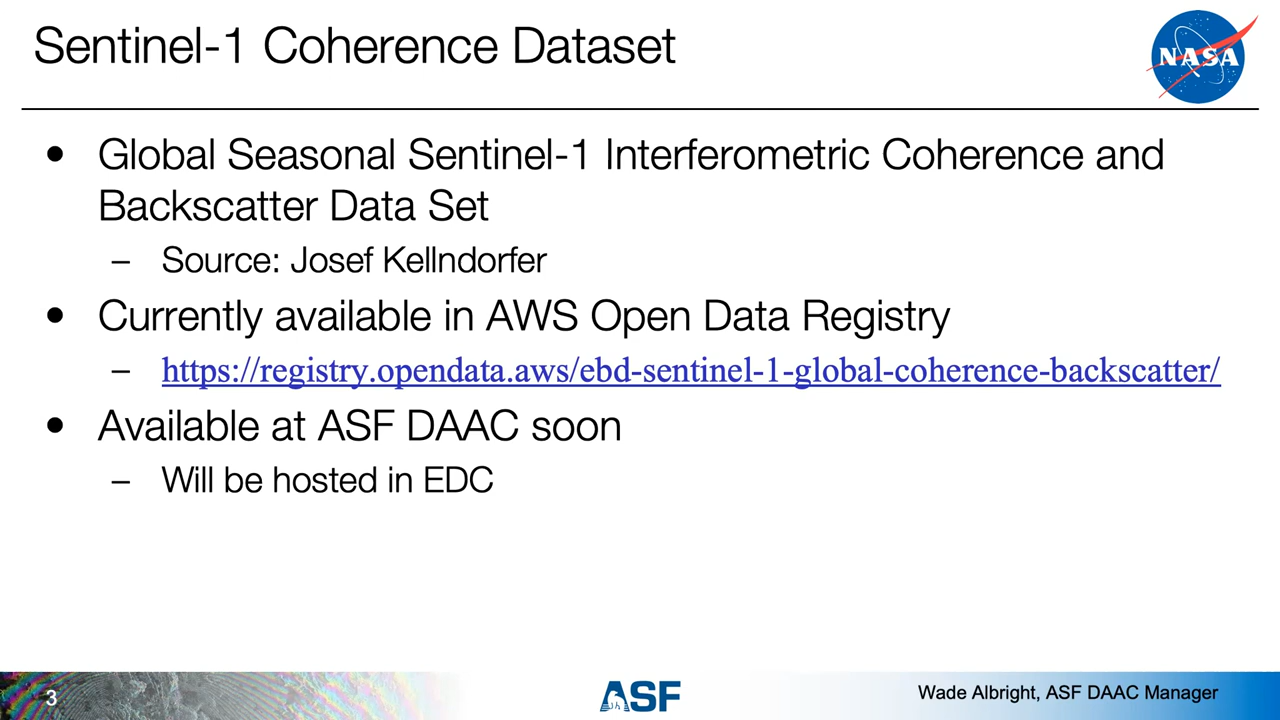 Sentinel-1 Coherence Dataset
NASA
• Global Seasonal Sentinel-1 Interferometric Coherence and
Backscatter Data Set
– Source: Josef Kellndorfer
• Currently available in AWS Open Data Registry
– https://registry.opendata.aws/ebd-sentinel-1-global-coherence-backscatter/
• Available at ASF DAAC soon
– Will be hosted in EDC
3
ASF
Wade Albright, ASF DAAC Manager